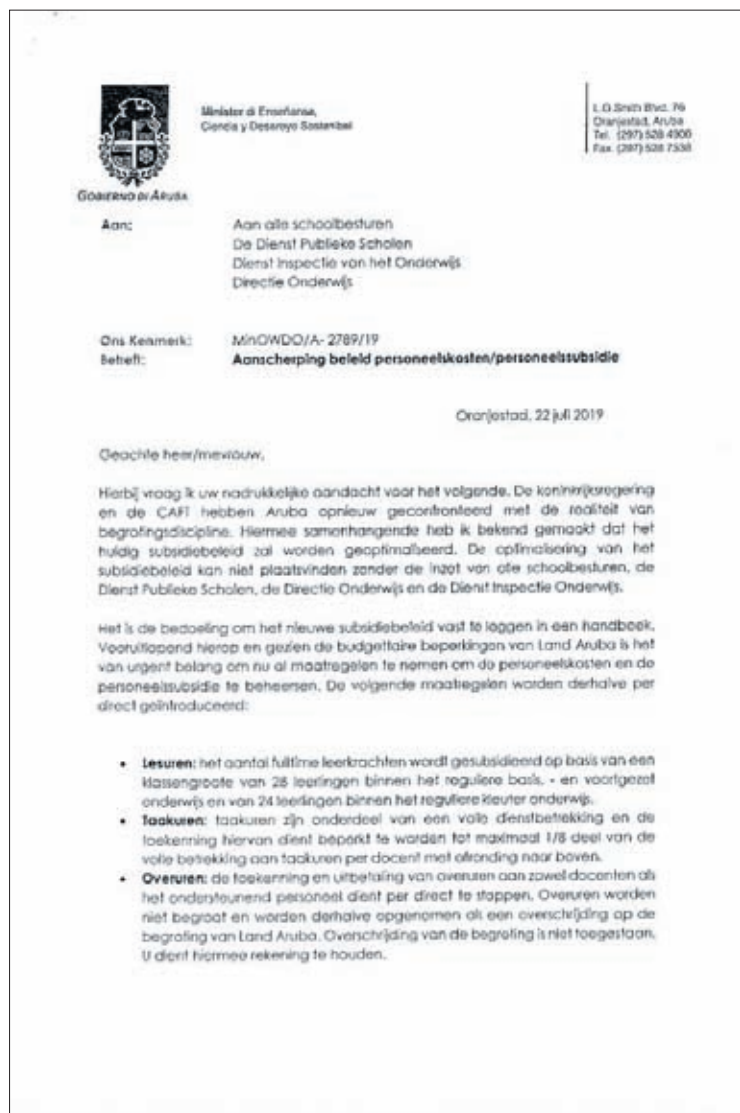 Minister di Enseñansa,
Ciencia y Desaroyo Sostenibel
L.G. Smith Blvd. 76
Oranjestad, Aruba
Tel. (297) 528 4900
Fax. (297) 528 7538
GOBIERNO DI ARUBA
Aan: Aan alle schoolbesturen
De Dienst Publieke Scholen
Dienst Inspectie van het Onderwijs
Directie Onderwijs
Ons Kenmerk: MinOWDO/A- 2789/19
Betreft: Aanscherping beleid personeelskosten/personeelssubsidie
Oranjestad, 22 juli 2019
Geachte heer/mevrouw,
Hierbij vraag ik uw nadrukkelijke aandacht voor het volgende. De koninkrijksregering
en de CAFT hebben Aruba opnieuw geconfronteerd met de realiteit van
begrotingsdiscipline. Hiermee samenhangende heb ik bekend gemaakt dat het
huidig subsidiebeleid zal worden geoptimaliseerd. De optimalisering van het
subsidiebeleid kan niet plaatsvinden zonder de inzet van alle schoolbesturen, de
Dienst Publieke Scholen, de Directie Onderwijs en de Dienst Inspectie Onderwijs.
Het is de bedoeling om het nieuwe subsidiebeleid vast te leggen in een handboek.
Vooruitlopend hierop en gezien de budgettaire beperkingen van Land Aruba is het
van urgent belang om nu al maatregelen te nemen om de personeelskosten en de
personeelssubsidie te beheersen. De volgende maatregelen worden derhalve per
direct geïntroduceerd:
• Lesuren: het aantal fulltime leerkrachten wordt gesubsidieerd op basis van een
klassengroote van 28 leerlingen binnen het reguliere basis, - en voortgezet
onderwijs en van 24 leerlingen binnen het reguliere kleuter onderwijs.
• Taakuren: taakuren zijn onderdeel van een volle dienstbetrekking en de
toekenning hiervan dient beperkt te worden tot maximaal 1/8 deel van de
volle betrekking aan taakuren per docent met afronding naar boven.
• Overuren: de toekenning en uitbetaling van overuren aan zowel docenten als
het ondersteunend personeel dient per direct te stoppen. Overuren worden
niet begroot en worden derhalve opgenomen als een overschrijding op de
begroting van Land Aruba. Overschrijding van de begroting is niet toegestaan.
U dient hiermee rekening te houden.